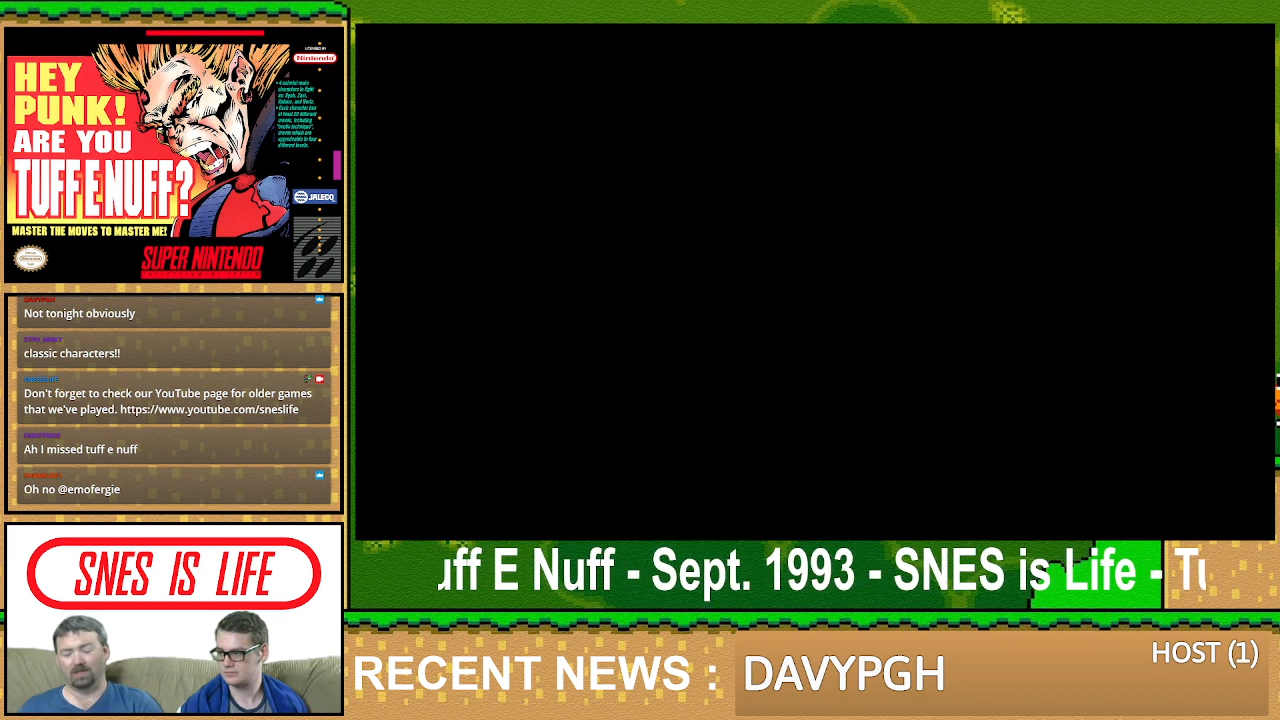 LICENSED BY
Nintendo
HEY
PUNK!
ARE YOU
TUFF E NUFF?
MASTER THE MOVES TO MASTER ME!
JALECO
SUPER NINTENDO
DAVYPGH
Not tonight obviously
classic characters!!
Don't forget to check our YouTube page for older games
that we've played. https://www.youtube.com/sneslife
Ah I missed tuff e nuff
Oh no @emofergie
SNES IS LIFE
uff E Nuff - Sept. 1993 - SNES is Life - Tu
RECENT NEWS :
DAVYPGH
HOST (1)